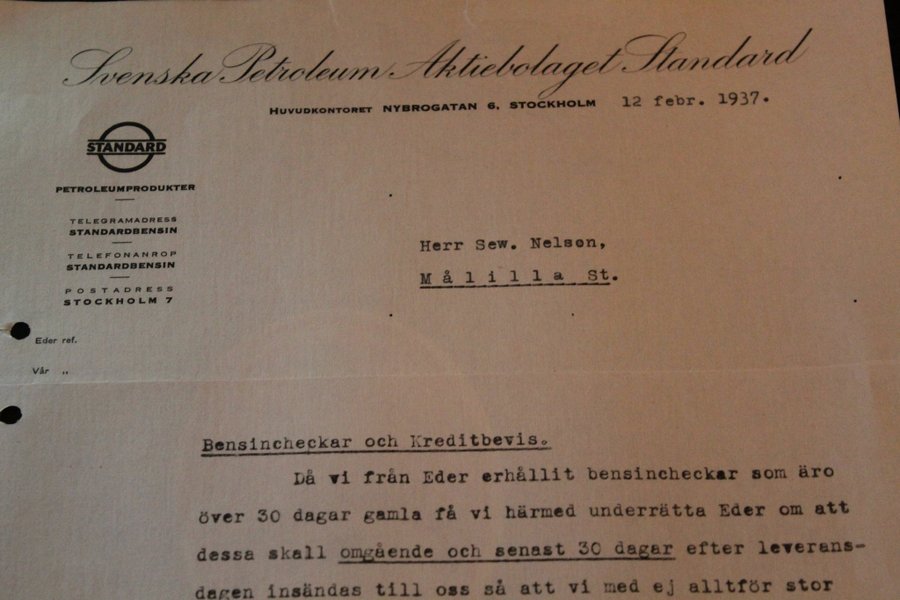 Svenska Petroleum Aktiebolaget Standard
HUVUDKONTORET NYBROGATAN 6, STOCKHOLM 12 febr. 1937.
STANDARD
PETROLEUMPRODUKTER
TELEGRAMADRESS
STANDARDBENSIN
TELEFONANROP
STANDARDBENSIN
POSTADRESS
STOCKHOLM 7
Herr Sew. Nelson,
Målilla St.
Eder ref.
Vår „
Bensincheckar och Kreditbevis.
Då vi från Eder erhållit bensincheckar som äro
över 30 dagar gamla få vi härmed underrätta Eder om att
dessa skall omgående och senast 30 dagar efter leverans-
dagen insändas till oss så att vi med ej alltför stor